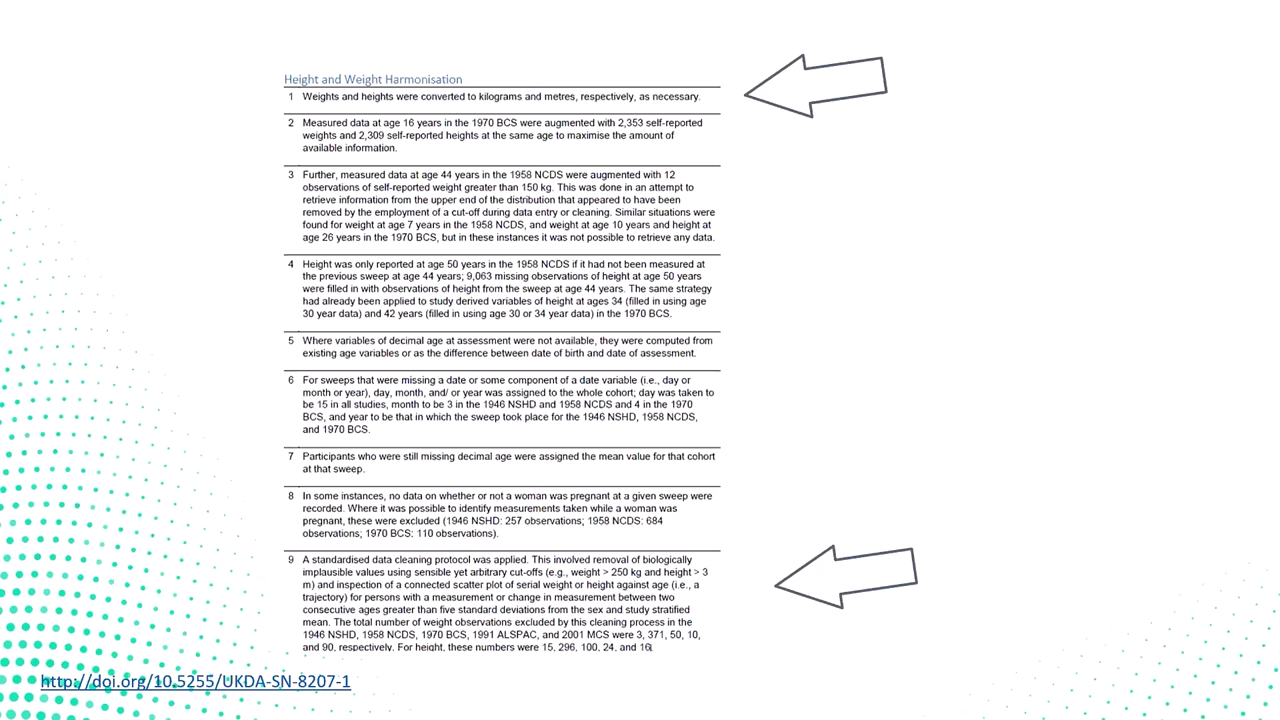 Height and Weight Harmonisation
1 Weights and heights were converted to kilograms and metres, respectively, as necessary.
2 Measured data at age 16 years in the 1970 BCS were augmented with 2,353 self-reported
weights and 2,309 self-reported heights at the same age to maximise the amount of
available information.
3 Further, measured data at age 44 years in the 1958 NCDS were augmented with 12
observations of self-reported weight greater than 150 kg. This was done in an attempt to
retrieve information from the upper end of the distribution that appeared to have been
removed by the employment of a cut-off during data entry or cleaning. Similar situations were
found for weight at age 7 years in the 1958 NCDS, and weight at age 10 years and height at
age 26 years in the 1970 BCS, but in these instances it was not possible to retrieve any data.
4 Height was only reported at age 50 years in the 1958 NCDS if it had not been measured at
the previous sweep at age 44 years; 9,063 missing observations of height at age 50 years
were filled in with observations of height from the sweep at age 44 years. The same strategy
had already been applied to study derived variables of height at ages 34 (filled in using age
30 year data) and 42 years (filled in using age 30 or 34 year data) in the 1970 BCS.
5 Where variables of decimal age at assessment were not available, they were computed from
existing age variables or as the difference between date of birth and date of assessment.
6 For sweeps that were missing a date or some component of a date variable (i.e., day or
month or year), day, month, and/ or year was assigned to the whole cohort; day was taken to
be 15 in all studies, month to be 3 in the 1946 NSHD and 1958 NCDS and 4 in the 1970
BCS, and year to be that in which the sweep took place for the 1946 NSHD, 1958 NCDS,
and 1970 BCS.
7 Participants who were still missing decimal age were assigned the mean value for that cohort
at that sweep.
8 In some instances, no data on whether or not a woman was pregnant at a given sweep were
recorded. Where it was possible to identify measurements taken while a woman was
pregnant, these were excluded (1946 NSHD: 257 observations; 1958 NCDS: 684
observations; 1970 BCS: 110 observations).
9 A standardised data cleaning protocol was applied. This involved removal of biologically
implausible values using sensible yet arbitrary cut-offs (e.g., weight > 250 kg and height > 3
m) and inspection of a connected scatter plot of serial weight or height against age (i.e., a
trajectory) for persons with a measurement or change in measurement between two
consecutive ages greater than five standard deviations from the sex and study stratified
mean. The total number of weight observations excluded by this cleaning process in the
1946 NSHD, 1958 NCDS, 1970 BCS, 1991 ALSPAC, and 2001 MCS were 3, 371, 50, 10,
and 90, respectively. For height, these numbers were 15, 296, 100, 24, and 16
http://doi.org/10.5255/UKDA-SN-8207-1